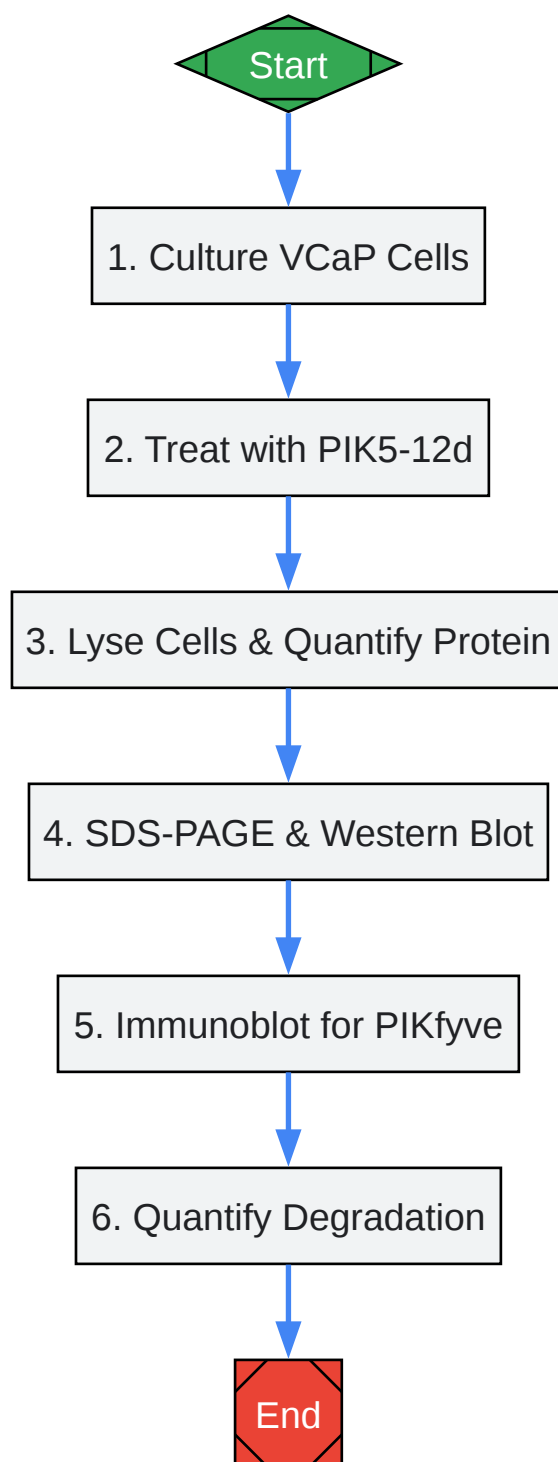 Start
1. Culture VCaP Cells
2. Treat with PIK5-12d
3. Lyse Cells & Quantify Protein
4. SDS-PAGE & Western Blot
5. Immunoblot for PIKfyve
6. Quantify Degradation
End